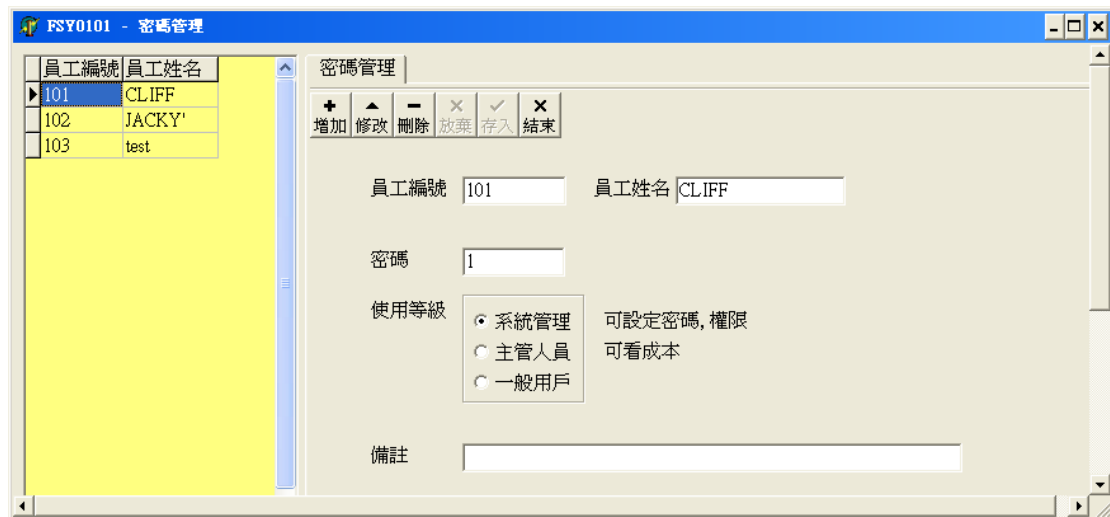 FSY0101 - 密碼管理
員工編號 員工姓名
101 CLIFF
102 JACKY'
103 test
密碼管理
增加 修改 刪除 放棄 存入 結束
員工編號 101 員工姓名 CLIFF
密碼 1
使用等級
系統管理 可設定密碼,權限
主管人員 可看成本
一般用戶
備註